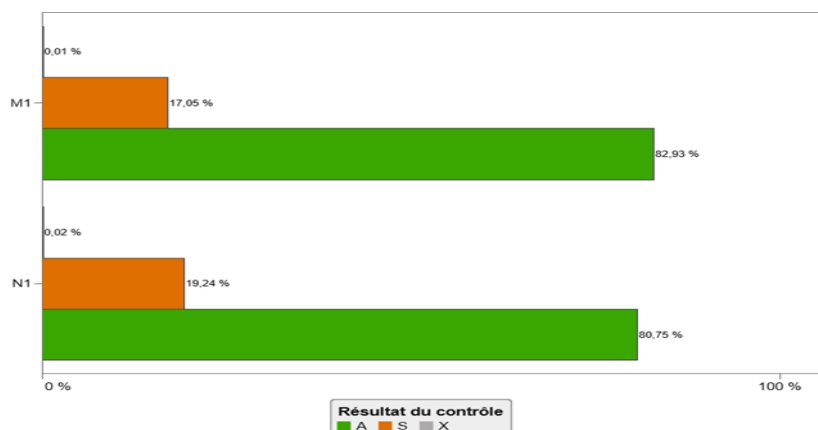 0,01 %
M1
17,05 %
82,93 %
0,02 %
N1
19,24 %
80,75 %
0 %
100 %
Résultat du contrôle
A S X